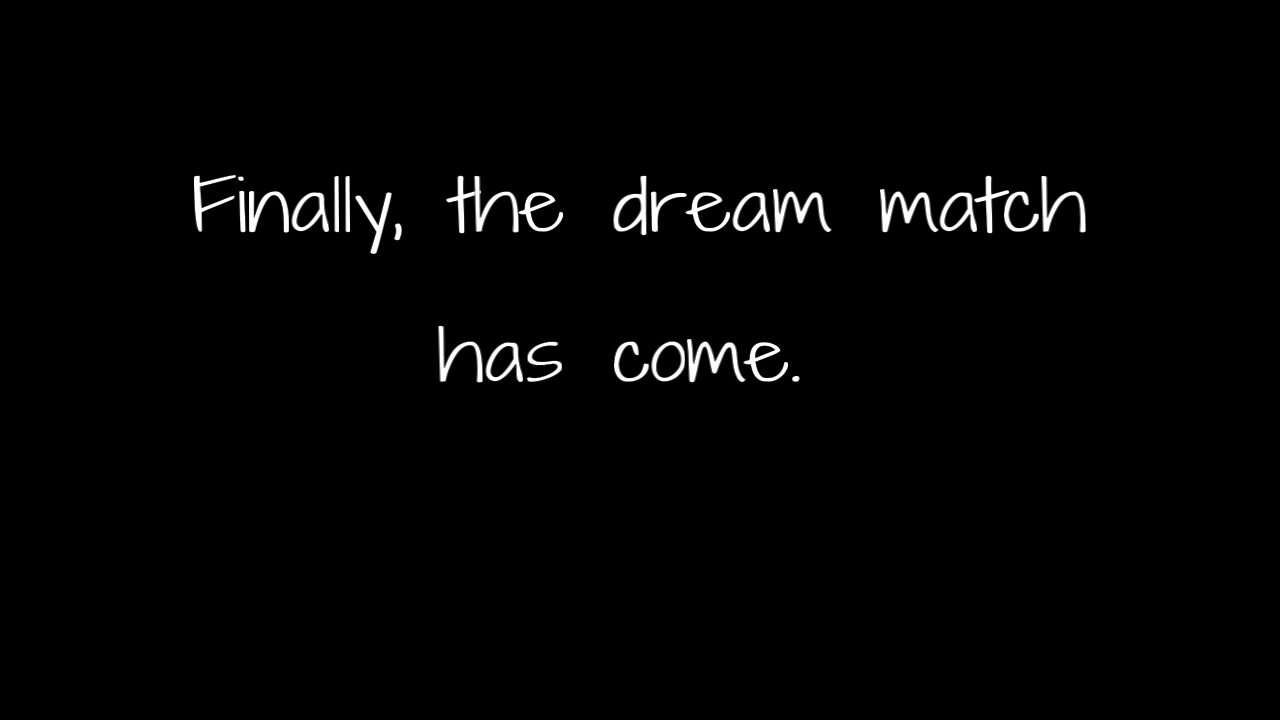 Finally, the dream match
has come.